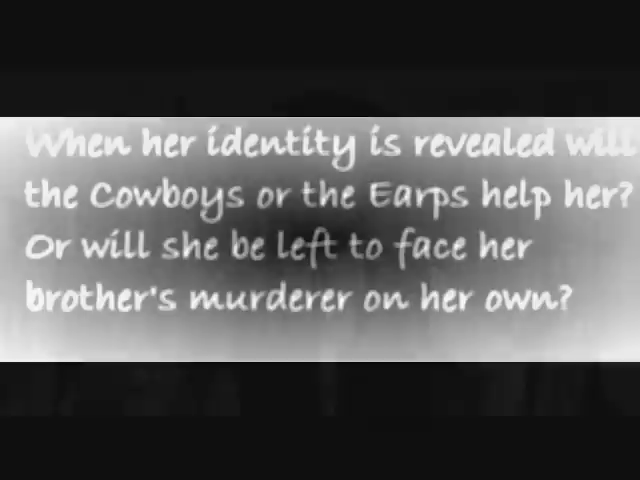 When her identity is revealed will
the Cowboys or the Earps help her?
Or will she be left to face her
brother's murderer on her own?